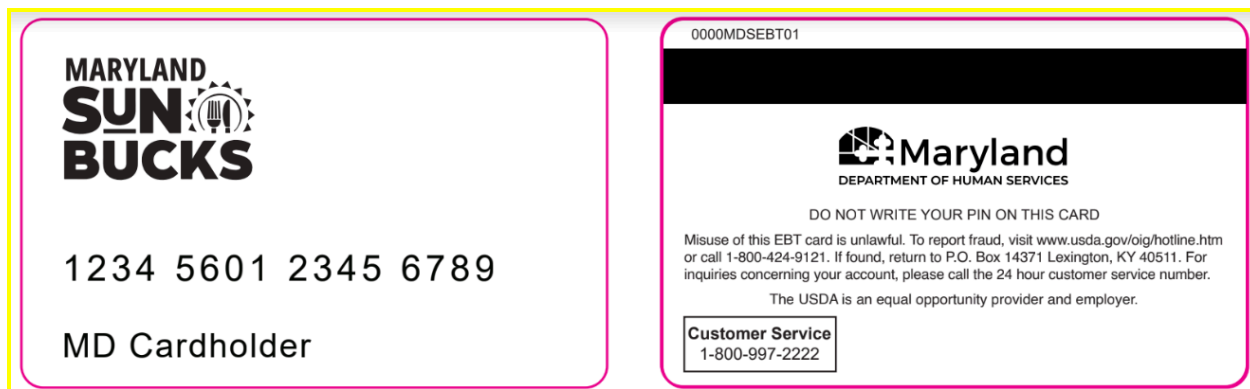 MARYLAND
SUN
BUCKS
1234 5601 2345 6789
MD Cardholder
0000MDSEBT01
Maryland
DEPARTMENT OF HUMAN SERVICES
DO NOT WRITE YOUR PIN ON THIS CARD
Misuse of this EBT card is unlawful. To report fraud, visit www.usda.gov/oig/hotline.htm
or call 1-800-424-9121. If found, return to P.O. Box 14371 Lexington, KY 40511. For
inquiries concerning your account, please call the 24 hour customer service number.
The USDA is an equal opportunity provider and employer.
Customer Service
1-800-997-2222